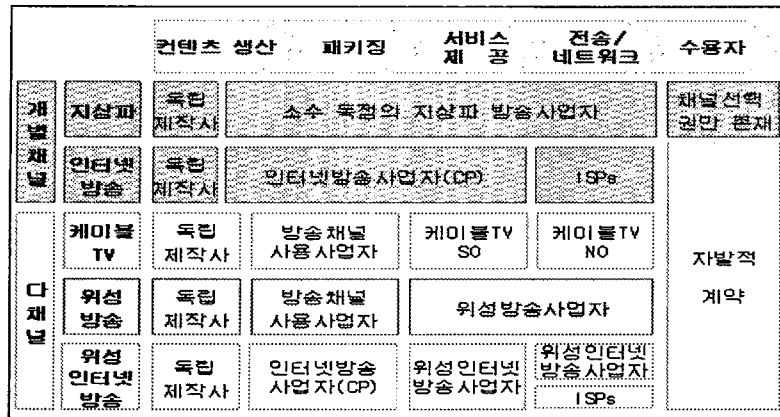 컨텐츠 생산 패키징 서비스 제 공 전송/ 네트워크 수용자
개별채널
지상파
독립 제작사
소수 독점의 지상파 방송사업자
채널선택 권만 존재
인터넷 방송
독립 제작사
인터넷방송사업자(CP)
ISPs
자발적 계약
다채널
케이블 TV
독립 제작사
방송채널 사용사업자
케이블TV SO
케이블TV NO
위성 방송
독립 제작사
방송채널 사용사업자
위성방송사업자
위성 인터넷 방송
독립 제작사
인터넷방송 사업자(CP)
위성인터넷 방송사업자
위성인터넷 방송사업자
ISPs